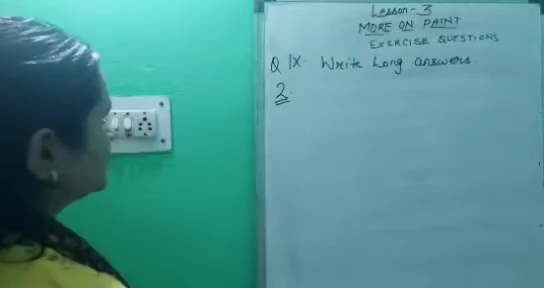 Lesson-3
MORE ON PAINT
EXERCISE QUESTIONS
Q IX. Write Long answers.
2